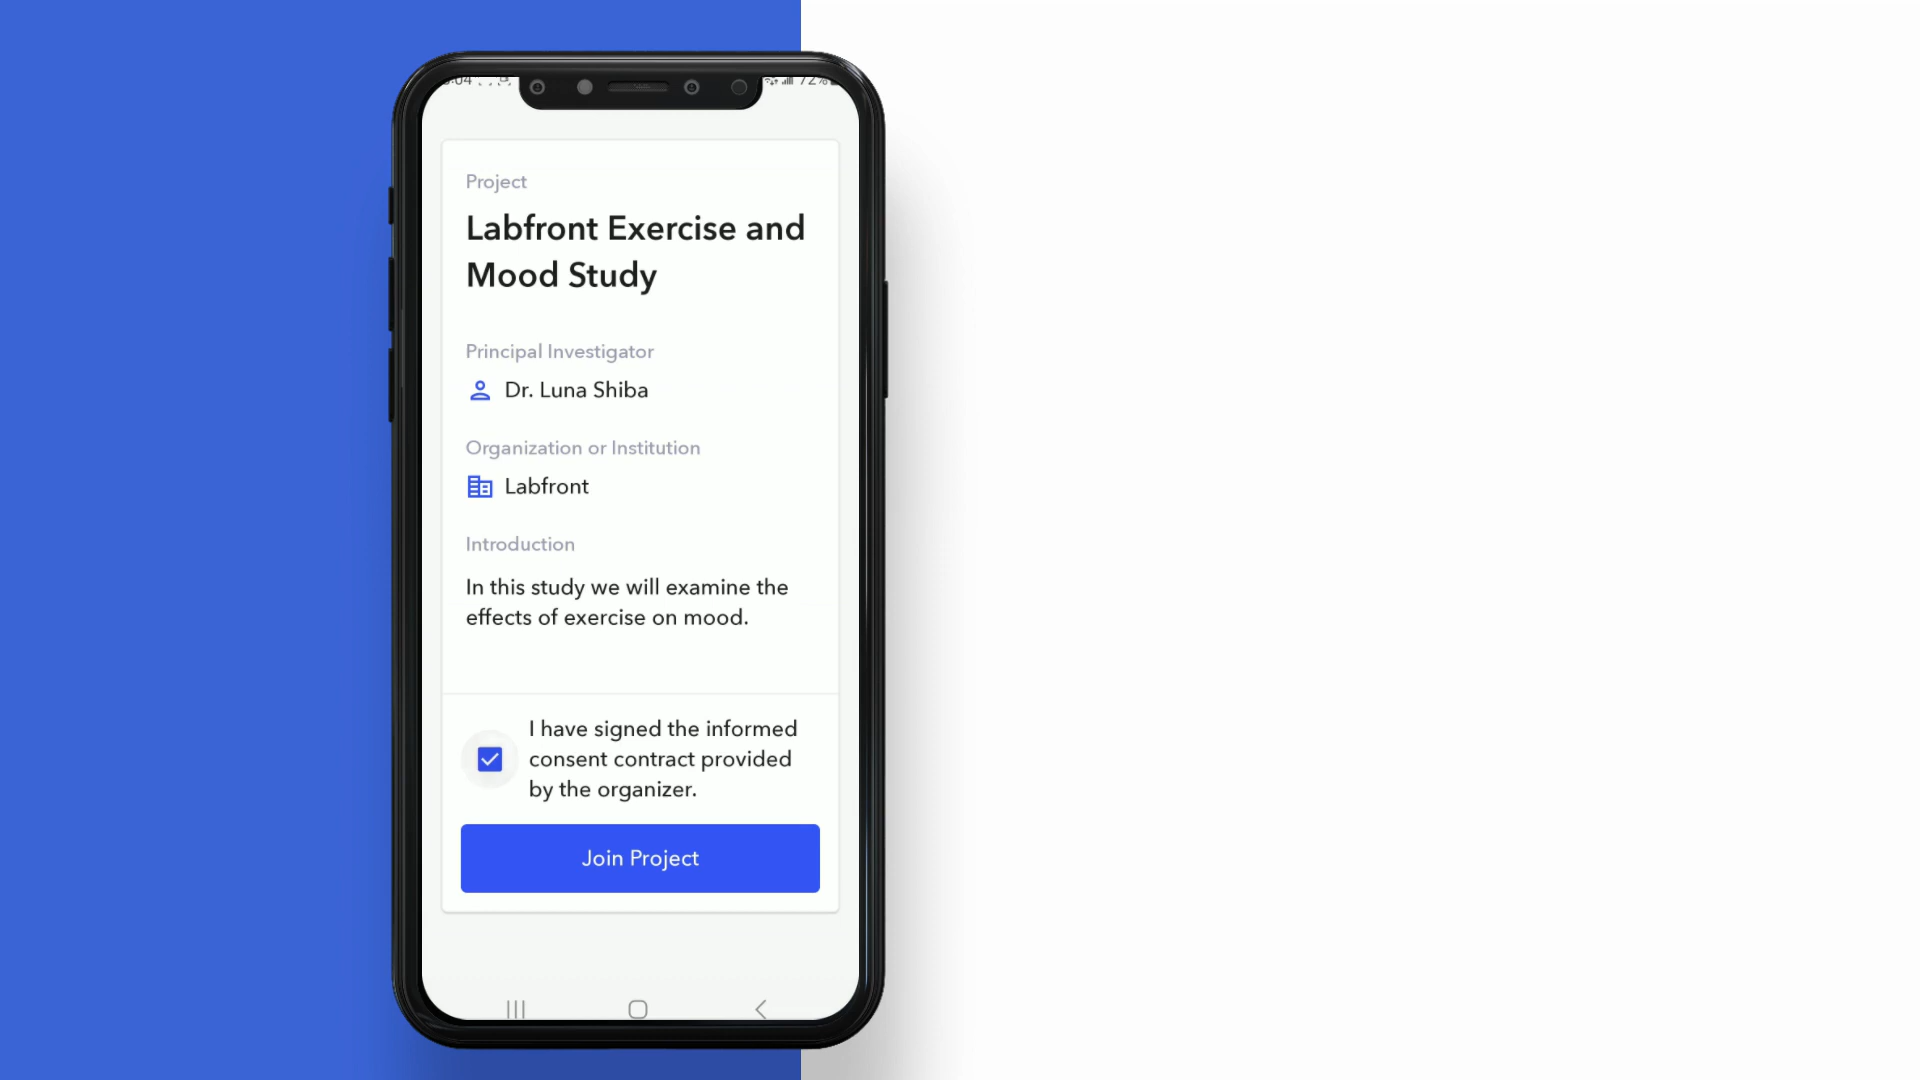 72%
Project
Labfront Exercise and
Mood Study
Principal Investigator
Dr. Luna Shiba
Organization or Institution
Labfront
Introduction
In this study we will examine the
effects of exercise on mood.
I have signed the informed
consent contract provided
by the organizer.
Join Project